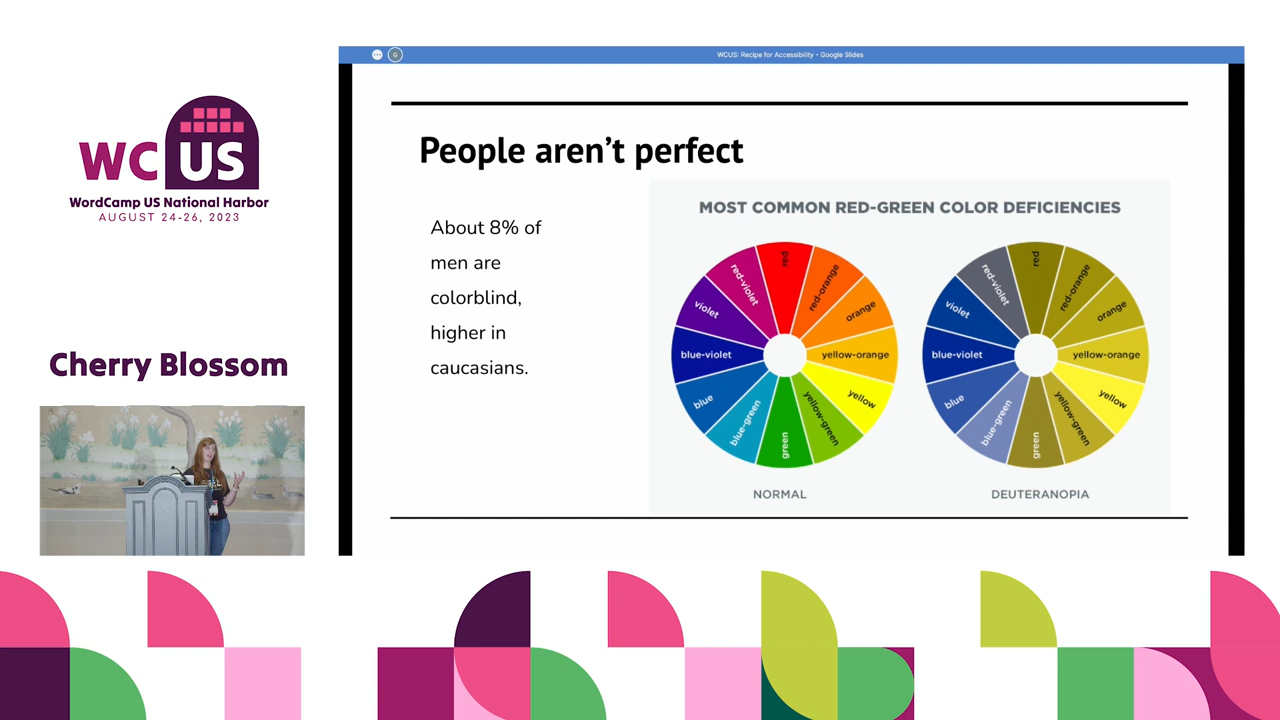 WC US
WordCamp US National Harbor
AUGUST 24-26, 2023
Cherry Blossom
G
WCUS: Recipe for Accessibility - Google Slides
People aren't perfect
About 8% of
men are
colorblind,
higher in
caucasians.
MOST COMMON RED-GREEN COLOR DEFICIENCIES
red
red-orange
orange
yellow-orange
yellow
yellow-green
green
blue-green
blue
blue-violet
violet
red-violet
NORMAL
red
red-orange
orange
yellow-orange
yellow
yellow-green
green
blue-green
blue
blue-violet
violet
red-violet
DEUTERANOPIA